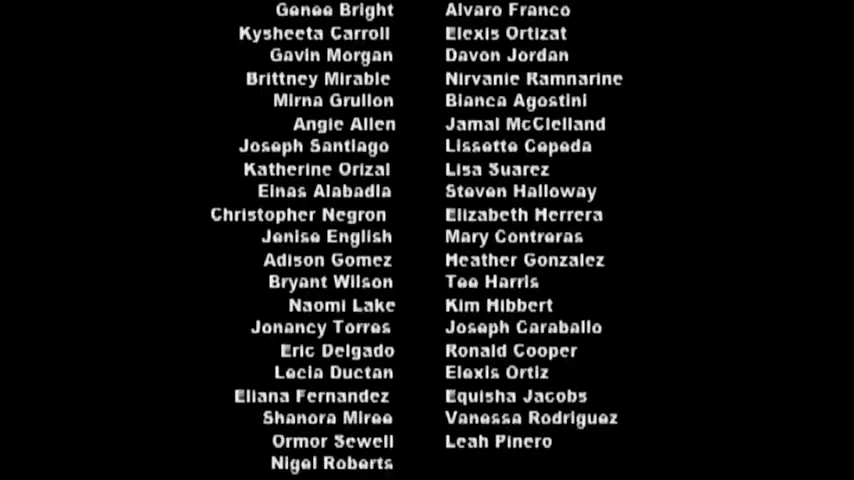 Genee Bright Alvaro Franco
Kysheeta Carroll Elexis Ortizat
Gavin Morgan Davon Jordan
Brittney Mirable Nirvanie Ramnarine
Mirna Grullon Bianca Agostini
Angie Allen Jamal McClelland
Joseph Santiago Lissette Cepeda
Katherine Orizal Lisa Suarez
Einas Alabadla Steven Halloway
Christopher Negron Elizabeth Herrera
Jenise English Mary Contreras
Adison Gomez Heather Gonzalez
Bryant Wilson Tee Harris
Naomi Lake Kim Hibbert
Jonancy Torres Joseph Caraballo
Eric Delgado Ronald Cooper
Lecia Ductan Elexis Ortiz
Eliana Fernandez Equisha Jacobs
Shanora Miree Vanessa Rodriguez
Ormor Sewell Leah Pinero
Nigel Roberts